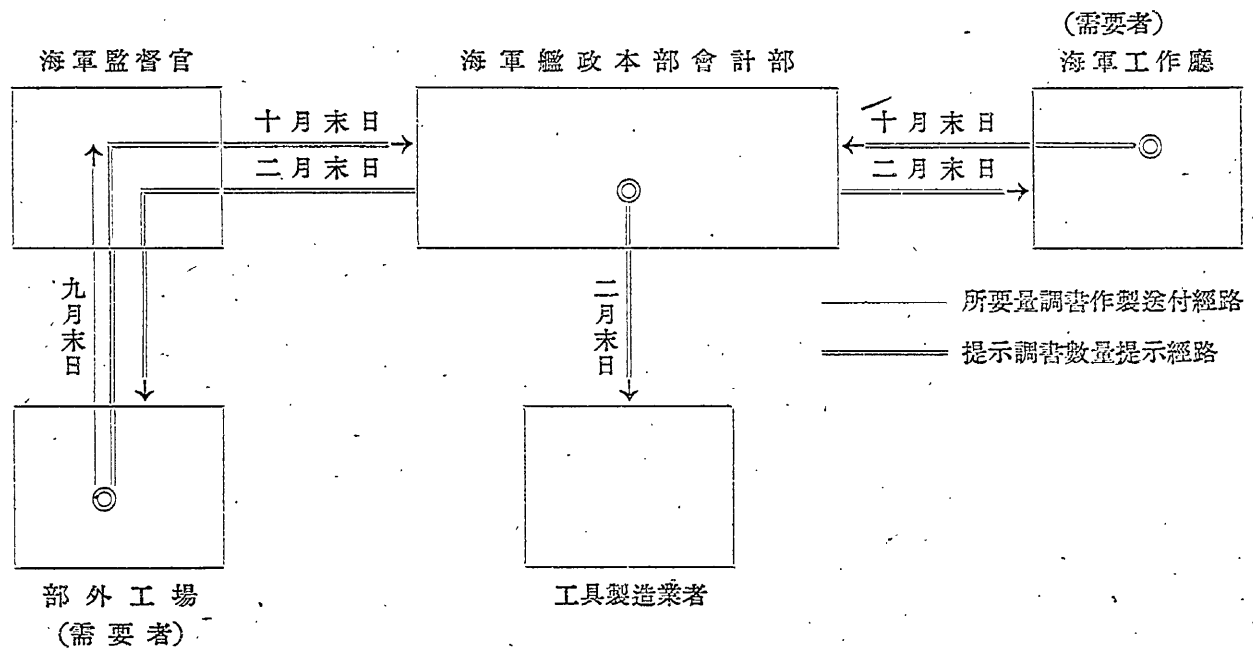 (需要者)
海軍監督官
海軍艦政本部會計部
海軍工作廳
十月末日
二月末日
十月末日
二月末日
九月末日
二月末日
所要量調書作製送付經路
提示調書數量提示經路
部外工場
(需要者)
工具製造業者